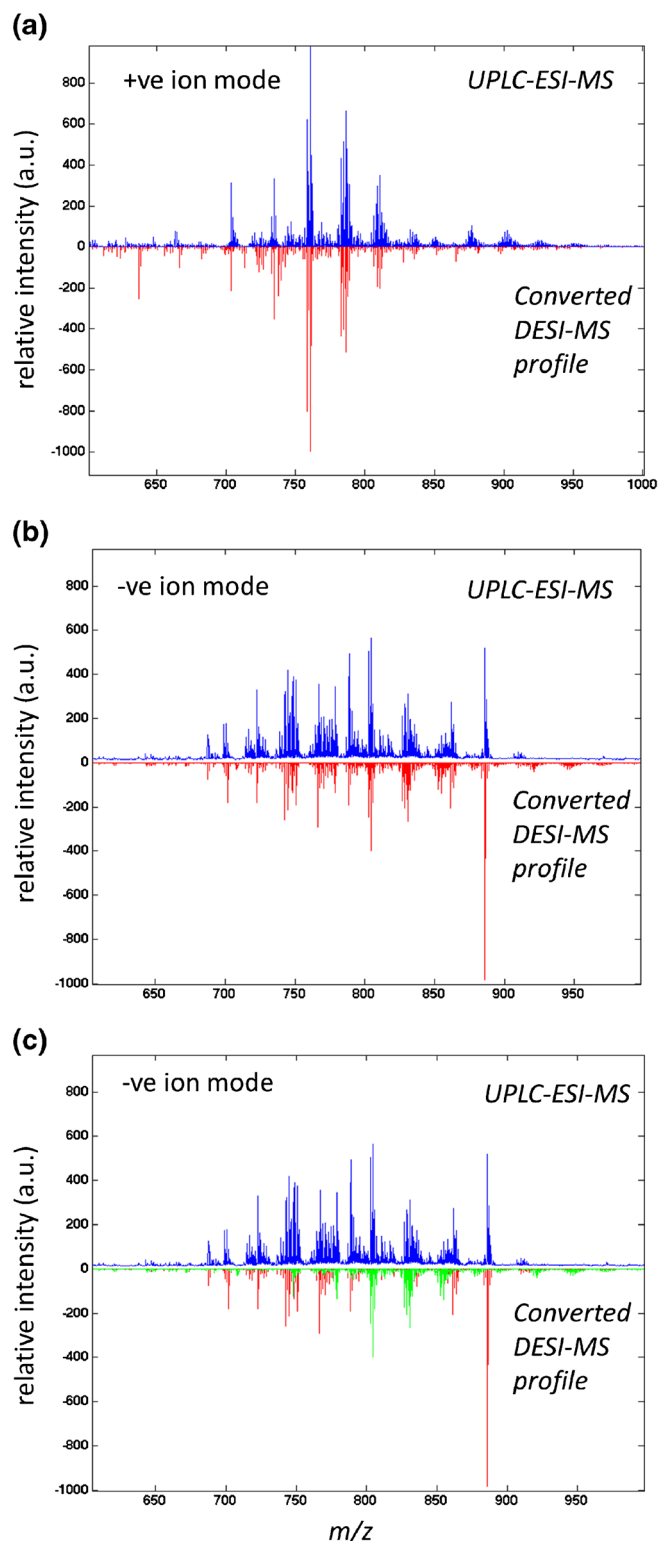 (a)
+ve ion mode
UPLC-ESI-MS
800
600
400
200
0
-200
-400
-600
-800
-1000
relative intensity (a.u.)
Converted
DESI-MS
profile
650 700 750 800 850 900 950 1000
(b)
-ve ion mode
UPLC-ESI-MS
800
600
400
200
0
-200
-400
-600
-800
-1000
relative intensity (a.u.)
Converted
DESI-MS
profile
650 700 750 800 850 900 950
(c)
-ve ion mode
UPLC-ESI-MS
800
600
400
200
0
-200
-400
-600
-800
-1000
relative intensity (a.u.)
Converted
DESI-MS
profile
650 700 750 800 850 900 950
m/z